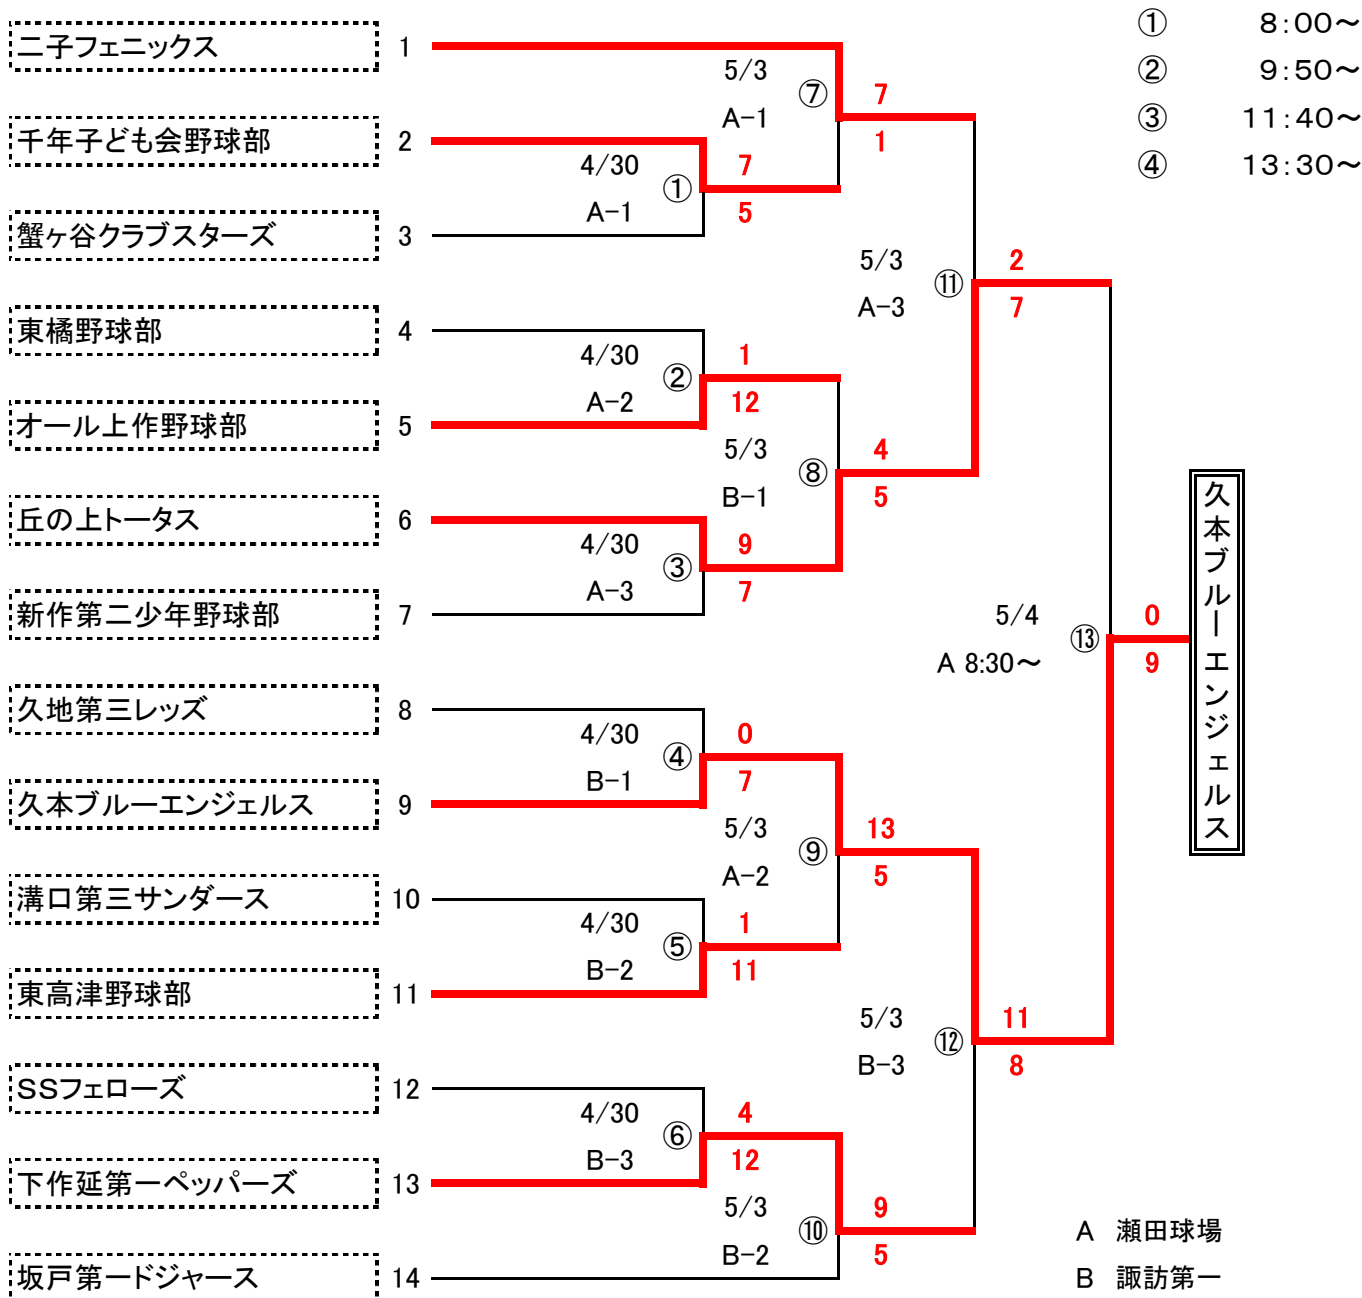 ① 8:00～
② 9:50～
③ 11:40～
④ 13:30～
二子フェニックス 1
5/3
⑦ 7
A-1
1
千年子ども会野球部 2
4/30
① 7
A-1
5
蟹ヶ谷クラブスターズ 3
5/3
⑪ 2
A-3
7
東橘野球部 4
4/30
② 1
A-2
12
オール上作野球部 5
5/3
⑧ 4
B-1
5
丘の上トータス 6
4/30
③ 9
A-3
7
新作第二少年野球部 7
5/4
⑬ 0
A 8:30～
9
久本ブルーエンジェルス
久地第三レッズ 8
4/30
④ 0
B-1
7
久本ブルーエンジェルス 9
5/3
⑨ 13
A-2
5
溝口第三サンダース 10
4/30
⑤ 1
B-2
11
東高津野球部 11
5/3
⑫ 11
B-3
8
SSフェローズ 12
4/30
⑥ 4
B-3
12
下作延第一ペッパーズ 13
5/3
⑩ 9
B-2
5
坂戸第一ドジャース 14
A 瀬田球場
B 諏訪第一